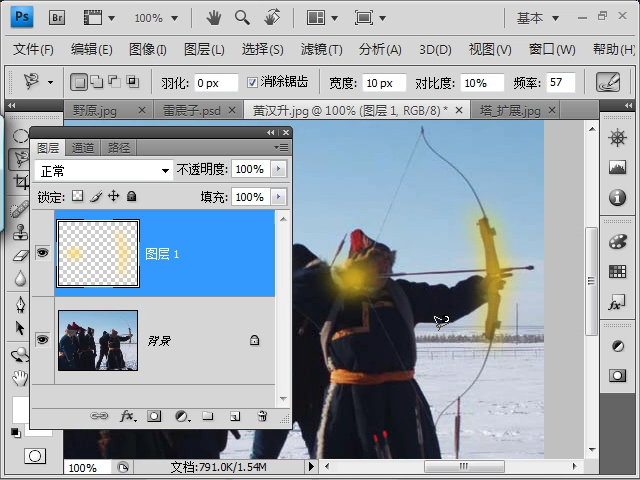 Ps Br 100% 基本
文件(F) 编辑(E) 图像(I) 图层(L) 选择(S) 滤镜(T) 分析(A) 3D(D) 视图(V) 窗口(W) 帮助(H)
羽化: 0 px 消除锯齿 宽度: 10 px 对比度: 10% 频率: 57
野原.jpg 雷震子.psd 黄汉升.jpg @ 100% (图层 1, RGB/8) * 塔_扩展.jpg
图层 通道 路径
正常 不透明度: 100%
锁定: 填充: 100%
图层 1
背景
fx.
100% 文档:791.0K/1.54M